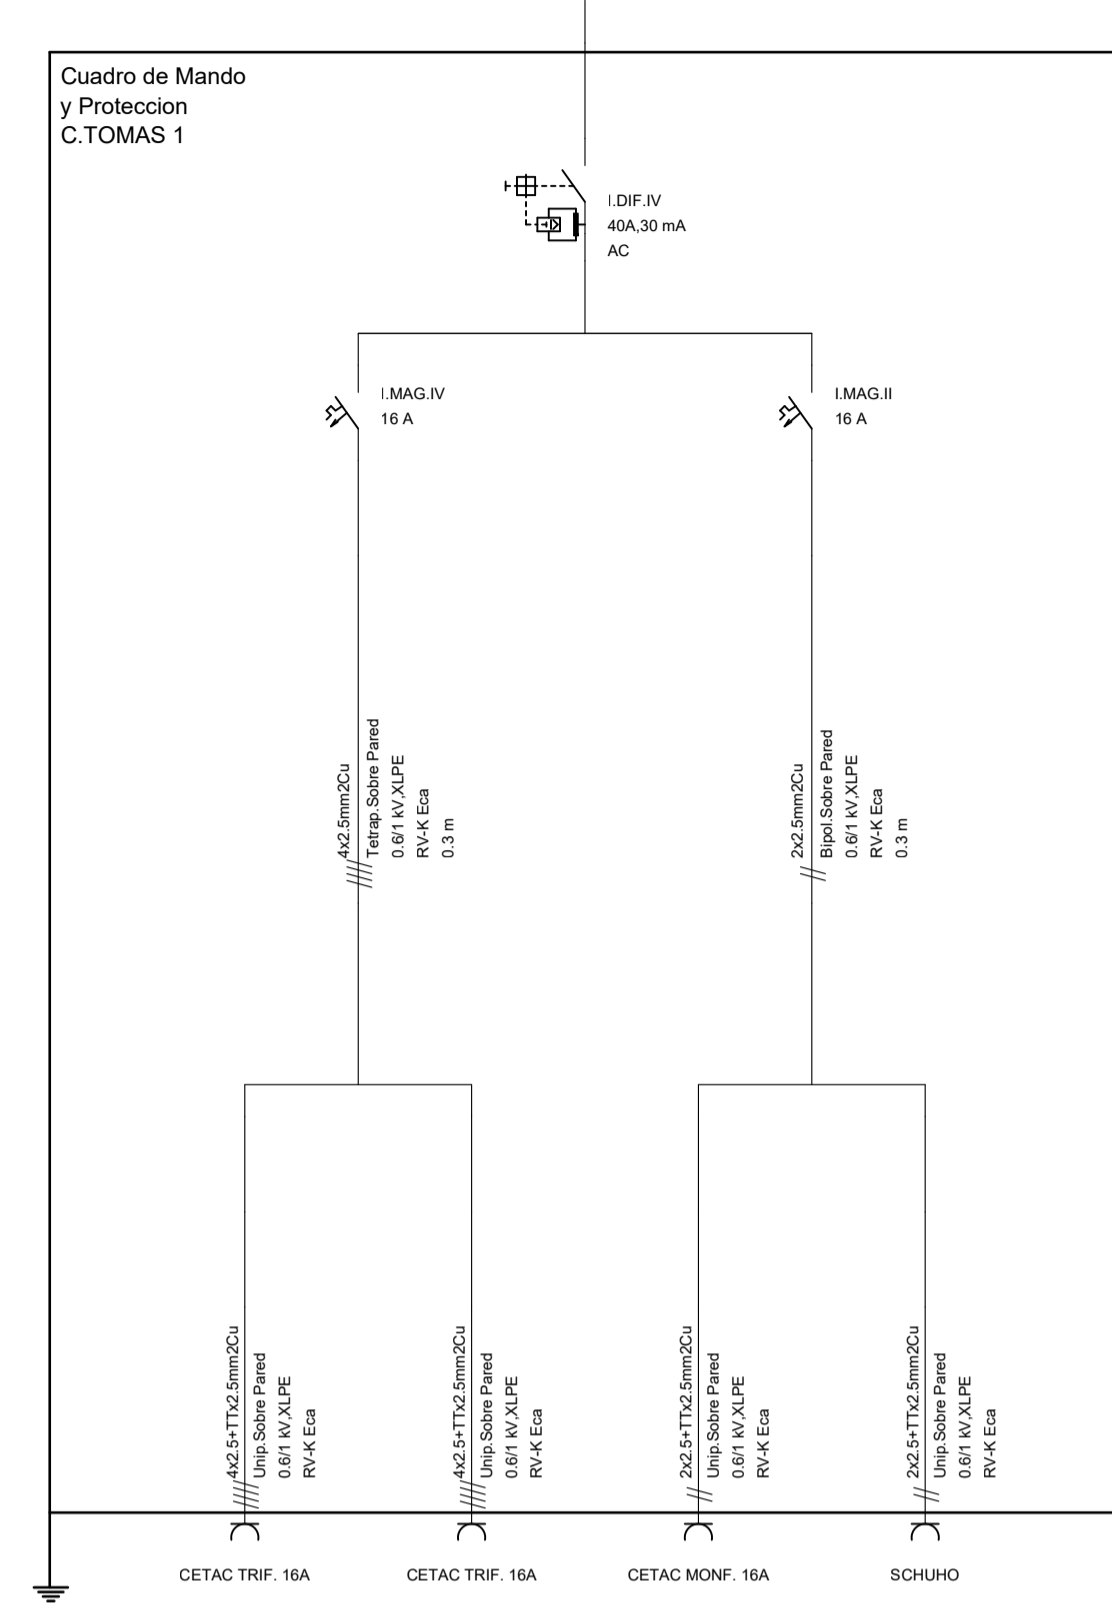 Cuadro de Mando
y Proteccion
C.TOMAS 1
I.DIF.IV
40A,30 mA
AC
I.MAG.IV
16 A
I.MAG.II
16 A
4x2.5mm2Cu
Tetrap.Sobre Pared
0.6/1 kV,XLPE
RV-K Eca
0.3 m
2x2.5mm2Cu
Bipol.Sobre Pared
0.6/1 kV,XLPE
RV-K Eca
0.3 m
4x2.5+TTx2.5mm2Cu
Unip.Sobre Pared
0.6/1 kV,XLPE
RV-K Eca
4x2.5+TTx2.5mm2Cu
Unip.Sobre Pared
0.6/1 kV,XLPE
RV-K Eca
2x2.5+TTx2.5mm2Cu
Unip.Sobre Pared
0.6/1 kV,XLPE
RV-K Eca
2x2.5+TTx2.5mm2Cu
Unip.Sobre Pared
0.6/1 kV,XLPE
RV-K Eca
CETAC TRIF. 16A
CETAC TRIF. 16A
CETAC MONF. 16A
SCHUHO